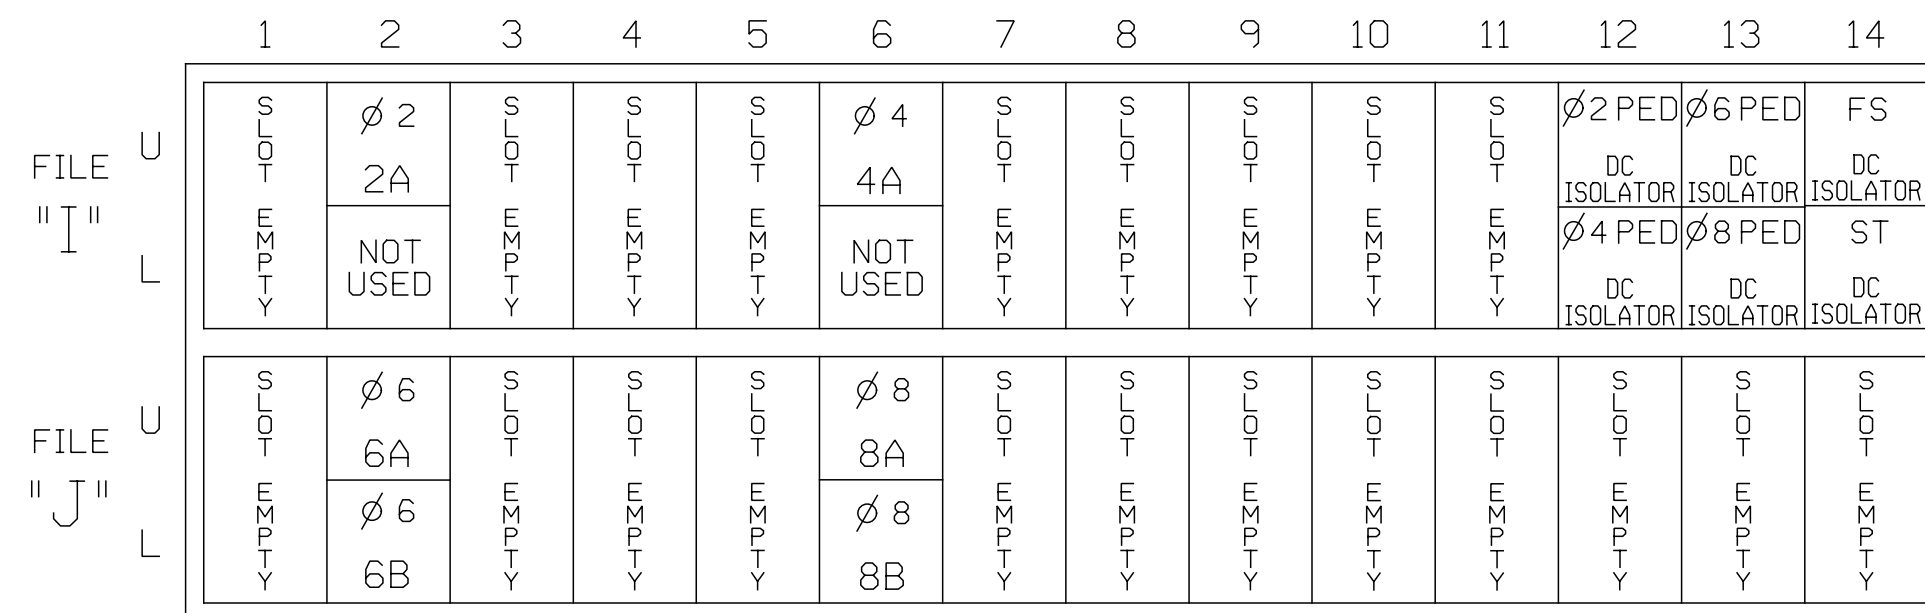 1 2 3 4 5 6 7 8 9 10 11 12 13 14
FILE "I"
U
L
SLOT EMPTY
Ø 2
2A
NOT
USED
SLOT EMPTY
SLOT EMPTY
SLOT EMPTY
Ø 4
4A
NOT
USED
SLOT EMPTY
SLOT EMPTY
SLOT EMPTY
SLOT EMPTY
SLOT EMPTY
Ø2 PED
DC
ISOLATOR
Ø4 PED
DC
ISOLATOR
Ø6 PED
DC
ISOLATOR
Ø8 PED
DC
ISOLATOR
FS
DC
ISOLATOR
ST
DC
ISOLATOR
FILE "J"
U
L
SLOT EMPTY
Ø 6
6A
Ø 6
6B
SLOT EMPTY
SLOT EMPTY
SLOT EMPTY
Ø 8
8A
Ø 8
8B
SLOT EMPTY
SLOT EMPTY
SLOT EMPTY
SLOT EMPTY
SLOT EMPTY
SLOT EMPTY
SLOT EMPTY
SLOT EMPTY